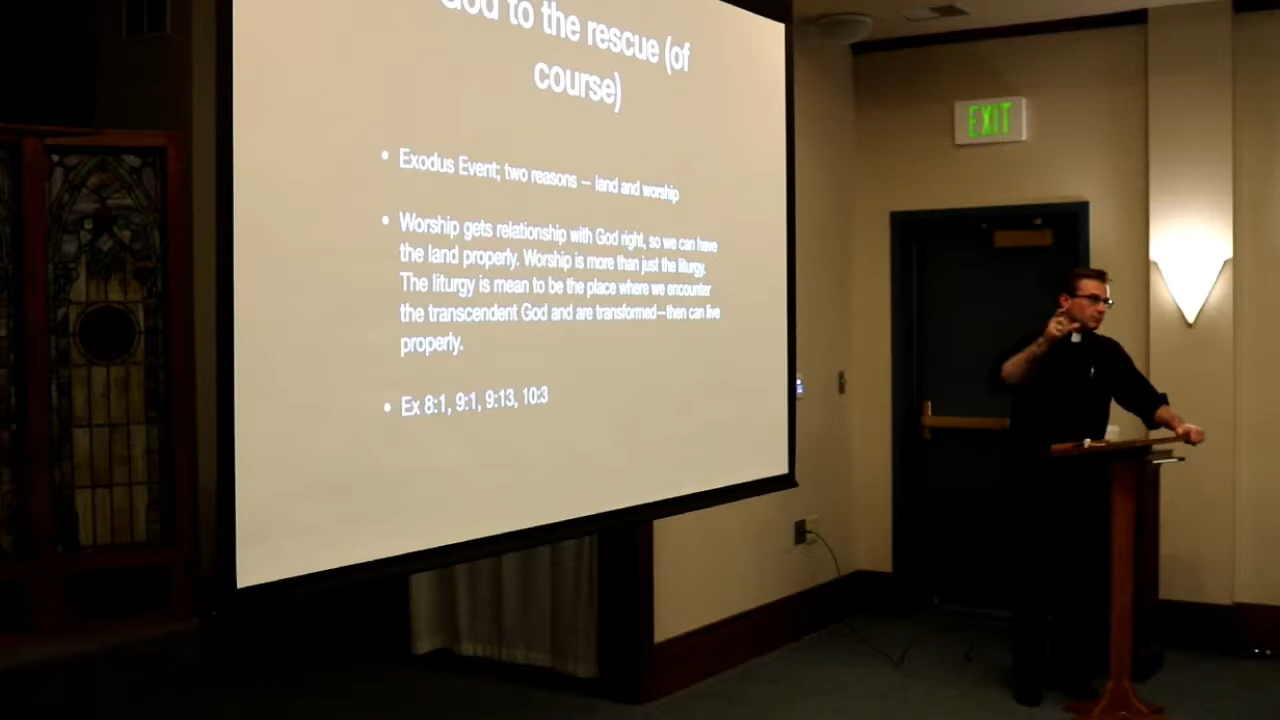 God to the rescue (of
course)
• Exodus Event; two reasons – land and worship
• Worship gets relationship with God right, so we can have
the land properly. Worship is more than just the liturgy.
The liturgy is mean to be the place where we encounter
the transcendent God and are transformed—then can live
properly.
• Ex 8:1, 9:1, 9:13, 10:3
EXIT